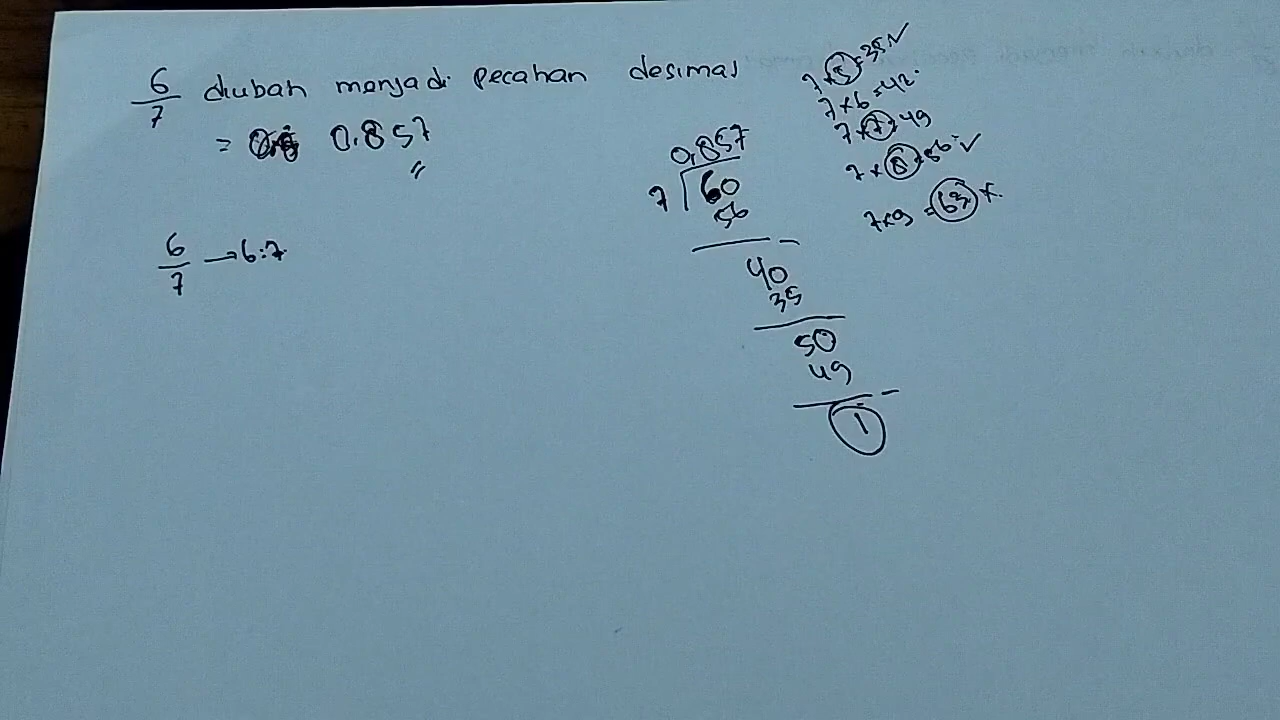 6/7 diubah menjadi pecahan desimal
= 0,857
6/7 → 6:7
0,857
7 60
56
40
35
50
49
1
7 x 5 = 35 ✓
7 x 6 = 42
7 x 7 = 49
7 x 8 = 56 ✓
7 x 9 = 63 x